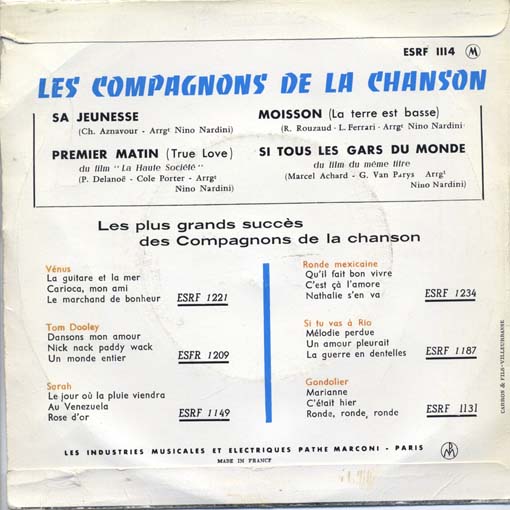 ESRF 1114 M
LES COMPAGNONS DE LA CHANSON
SA JEUNESSE
(Ch. Aznavour - Arrgt Nino Nardini)
PREMIER MATIN (True Love)
du film "La Haute Société"
(P. Delanoë - Cole Porter - Arrgt
Nino Nardini)
MOISSON (La terre est basse)
(R. Rouzaud - L. Ferrari - Arrgt Nino Nardini)
SI TOUS LES GARS DU MONDE
du film du même titre
(Marcel Achard - G. Van Parys Arrgt
Nino Nardini)
Les plus grands succès
des Compagnons de la chanson
Vénus
La guitare et la mer
Carioca, mon ami
Le marchand de bonheur ESRF 1221
Tom Dooley
Dansons mon amour
Nick nack paddy wack
Un monde entier ESFR 1209
Sarah
Le jour où la pluie viendra
Au Venezuela
Rose d'or ESRF 1149
Ronde mexicaine
Qu'il fait bon vivre
C'est çà l'amore
Nathalie s'en va ESRF 1234
Si tu vas à Rio
Mélodie perdue
Un amour pleurait
La guerre en dentelles ESRF 1187
Gondolier
Marianne
C'était hier
Ronde, ronde, ronde ESRF 1131
CARRON & FILS-VILLEURBANNE
LES INDUSTRIES MUSICALES ET ELECTRIQUES PATHE MARCONI - PARIS
MADE IN FRANCE